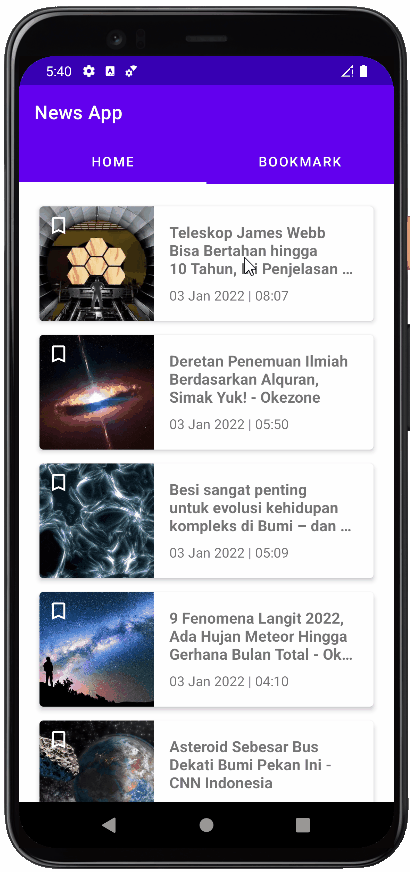 5:40
News App
HOME
BOOKMARK
Teleskop James Webb
Bisa Bertahan hingga
10 Tahun, Penjelasan ...
03 Jan 2022 | 08:07
Deretan Penemuan Ilmiah
Berdasarkan Alquran,
Simak Yuk! - Okezone
03 Jan 2022 | 05:50
Besi sangat penting
untuk evolusi kehidupan
kompleks di Bumi – dan ...
03 Jan 2022 | 05:09
9 Fenomena Langit 2022,
Ada Hujan Meteor Hingga
Gerhana Bulan Total - Ok...
03 Jan 2022 | 04:10
Asteroid Sebesar Bus
Dekati Bumi Pekan Ini -
CNN Indonesia